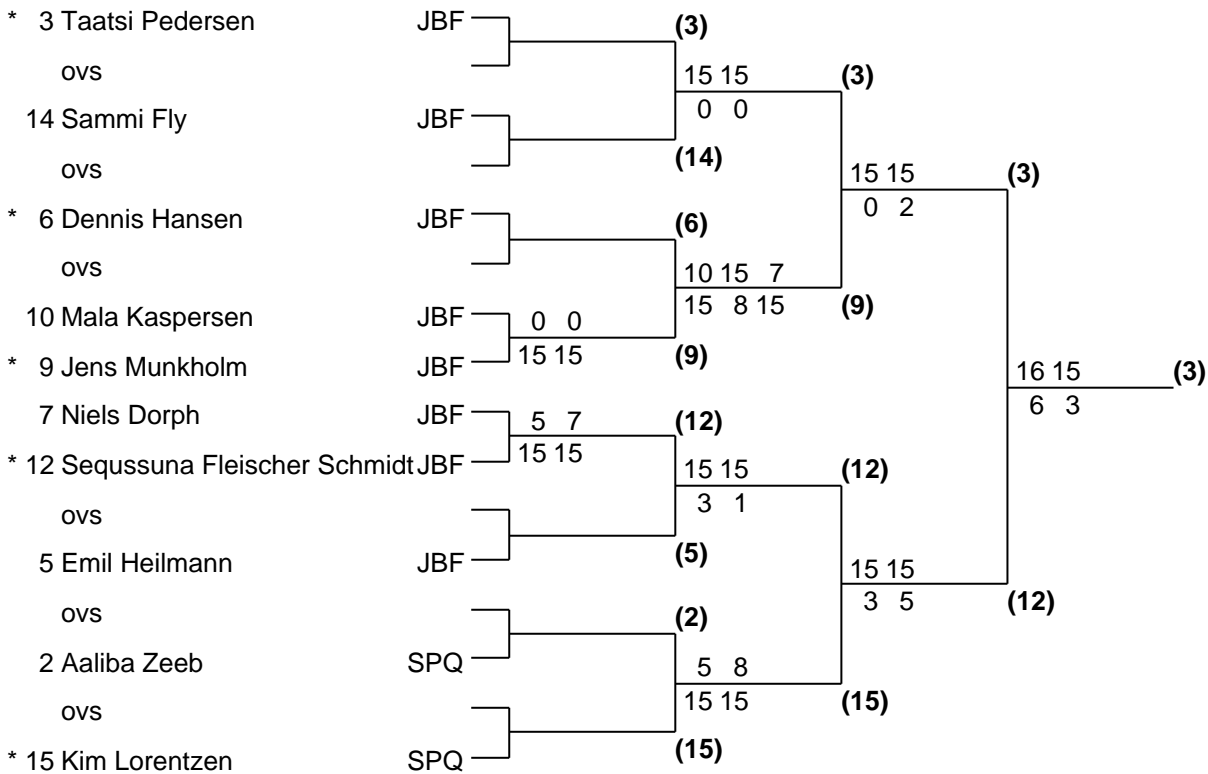 * 3 Taatsi Pedersen JBF (3)
ovs 15 15 (3)
0 0
14 Sammi Fly JBF
(14)
ovs 15 15 (3)
0 2
* 6 Dennis Hansen JBF (6)
ovs 10 15 7
15 8 15 (9)
10 Mala Kaspersen JBF 0 0
15 15 (9)
* 9 Jens Munkholm JBF 16 15 (3)
6 3
7 Niels Dorph JBF 5 7 (12)
15 15
* 12 Sequssuna Fleischer Schmidt JBF 15 15 (12)
3 1
ovs
5 Emil Heilmann JBF (5) 15 15
3 5 (12)
ovs (2)
2 Aaliba Zeeb SPQ 5 8
15 15 (15)
ovs
* 15 Kim Lorentzen SPQ (15)